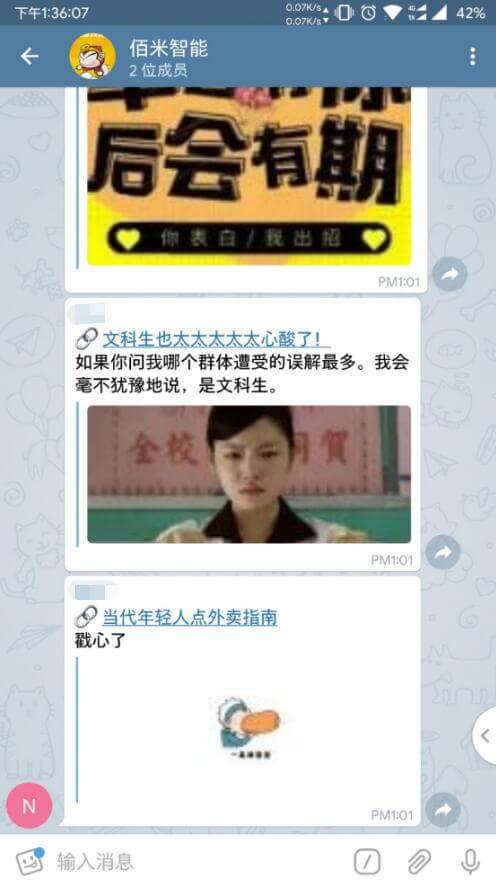 下午1:36:07
0.07K/s
0.07K/s
4G
42%
佰米智能
2 位成员
后会有期
你表白/我出招
PM1:01
文科生也太太太太太心酸了！
如果你问我哪个群体遭受的误解最多。我会
毫不犹豫地说，是文科生。
全校
同賀
PM1:01
当代年轻人点外卖指南
戳心了
PM1:01
N
输入消息